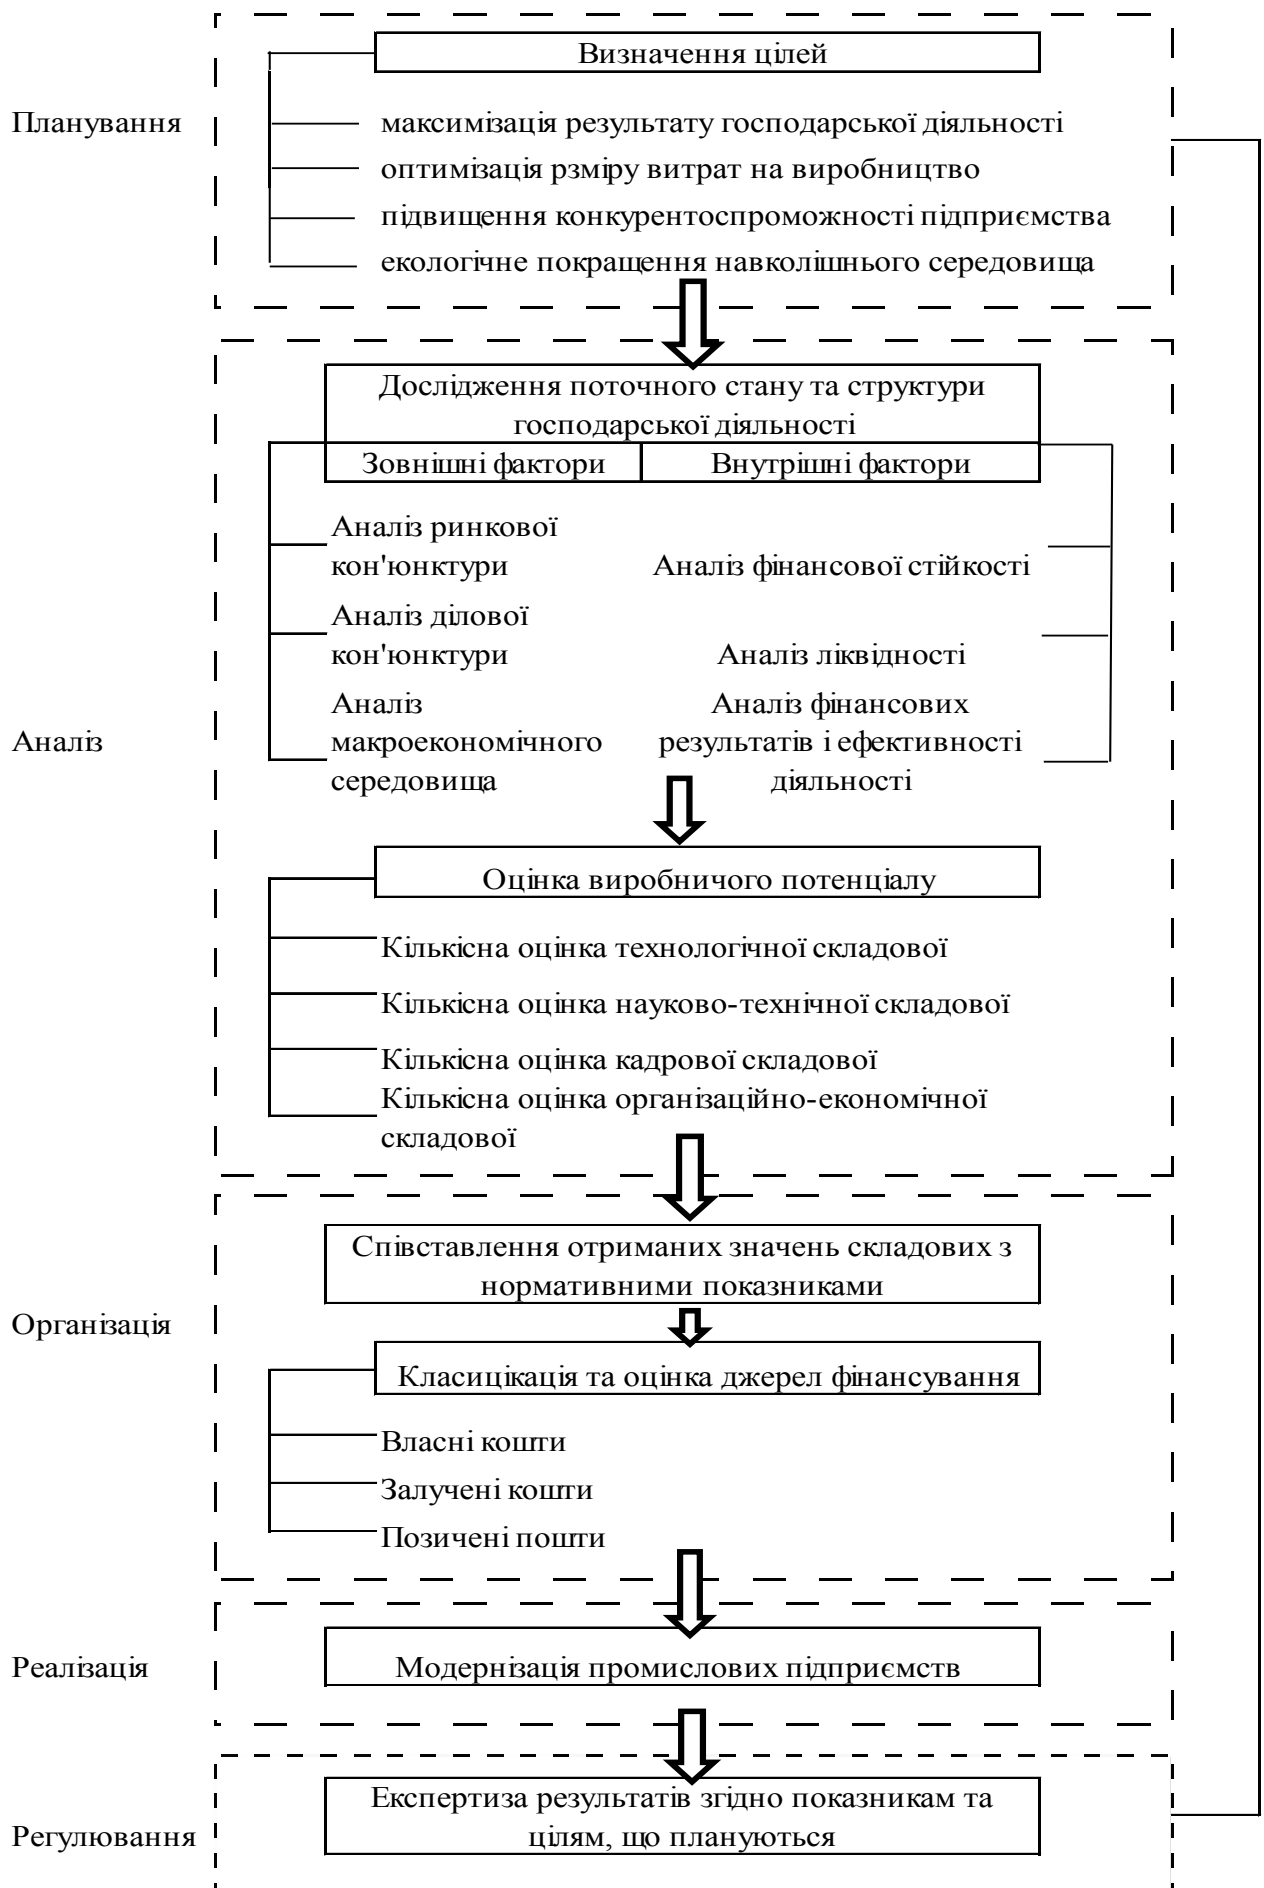 Визначення цілей
Планування
максимізація результату господарської діяльності
оптимізація рзміру витрат на виробництво
підвищення конкурентоспроможності підприємства
екологічне покращення навколішнього середовища
Дослідження поточного стану та структури
господарської діяльності
Зовнішні фактори
Внутрішні фактори
Аналіз ринкової
кон'юнктури
Аналіз фінансової стійкості
Аналіз ділової
кон'юнктури
Аналіз ліквідності
Аналіз
Аналіз
макроекономічного
середовища
Аналіз фінансових
результатів і ефективності
діяльності
Оцінка виробничого потенціалу
Кількісна оцінка технологічної складової
Кількісна оцінка науково-технічної складової
Кількісна оцінка кадрової складової
Кількісна оцінка організаційно-економічної
складової
Співставлення отриманих значень складових з
нормативними показниками
Організація
Класицікація та оцінка джерел фінансування
Власні кошти
Залучені кошти
Позичені пошти
Реалізація
Модернізація промислових підприємств
Експертиза результатів згідно показникам та
цілям, що плануються
Регулювання